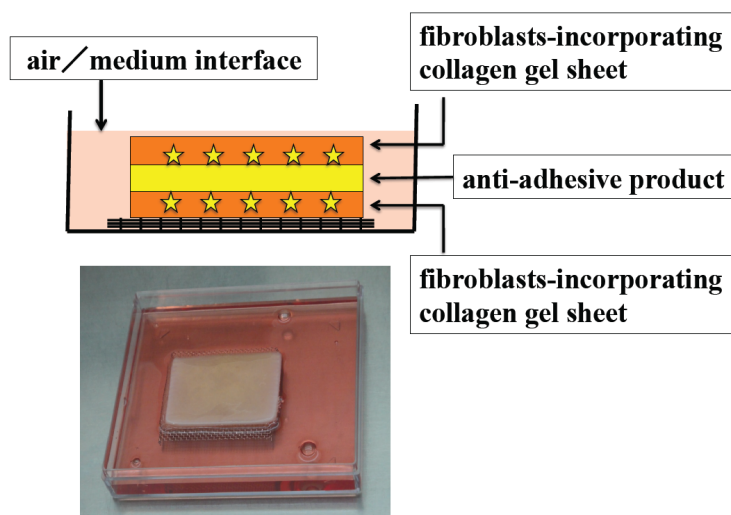 air／medium interface
fibroblasts-incorporating
collagen gel sheet
anti-adhesive product
fibroblasts-incorporating
collagen gel sheet